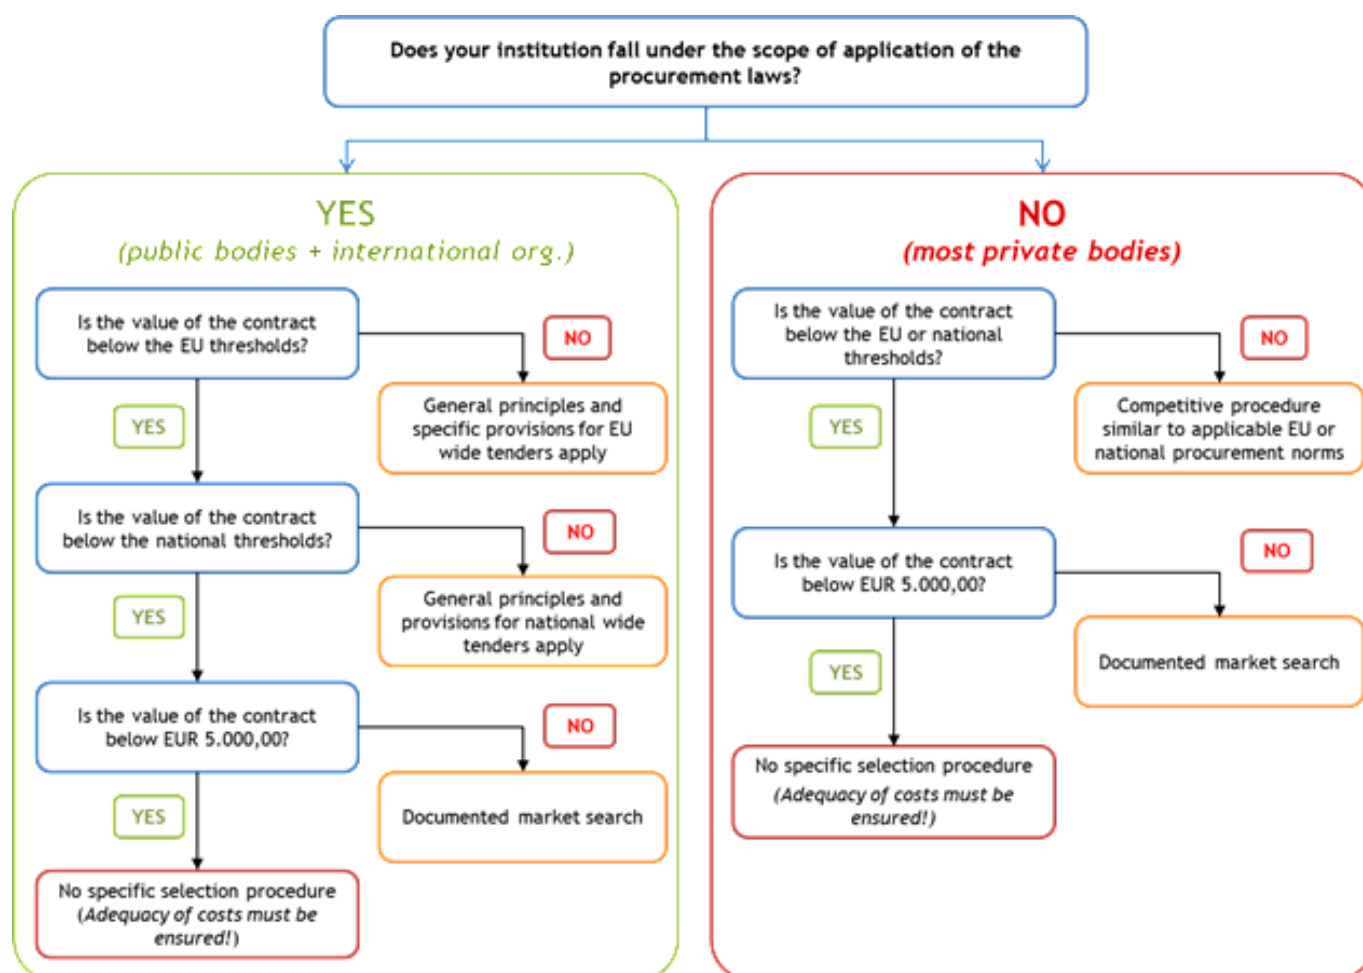 Does your institution fall under the scope of application of the
procurement laws?
YES
(public bodies + international org.)
Is the value of the contract
below the EU thresholds?
NO
General principles and
specific provisions for EU
wide tenders apply
YES
Is the value of the contract
below the national thresholds?
NO
General principles and
provisions for national wide
tenders apply
YES
Is the value of the contract
below EUR 5.000,00?
NO
Documented market search
YES
No specific selection procedure
(Adequacy of costs must be
ensured!)
NO
(most private bodies)
Is the value of the contract
below the EU or national
thresholds?
NO
Competitive procedure
similar to applicable EU or
national procurement norms
YES
Is the value of the contract
below EUR 5.000,00?
NO
Documented market search
YES
No specific selection procedure
(Adequacy of costs must be
ensured!)